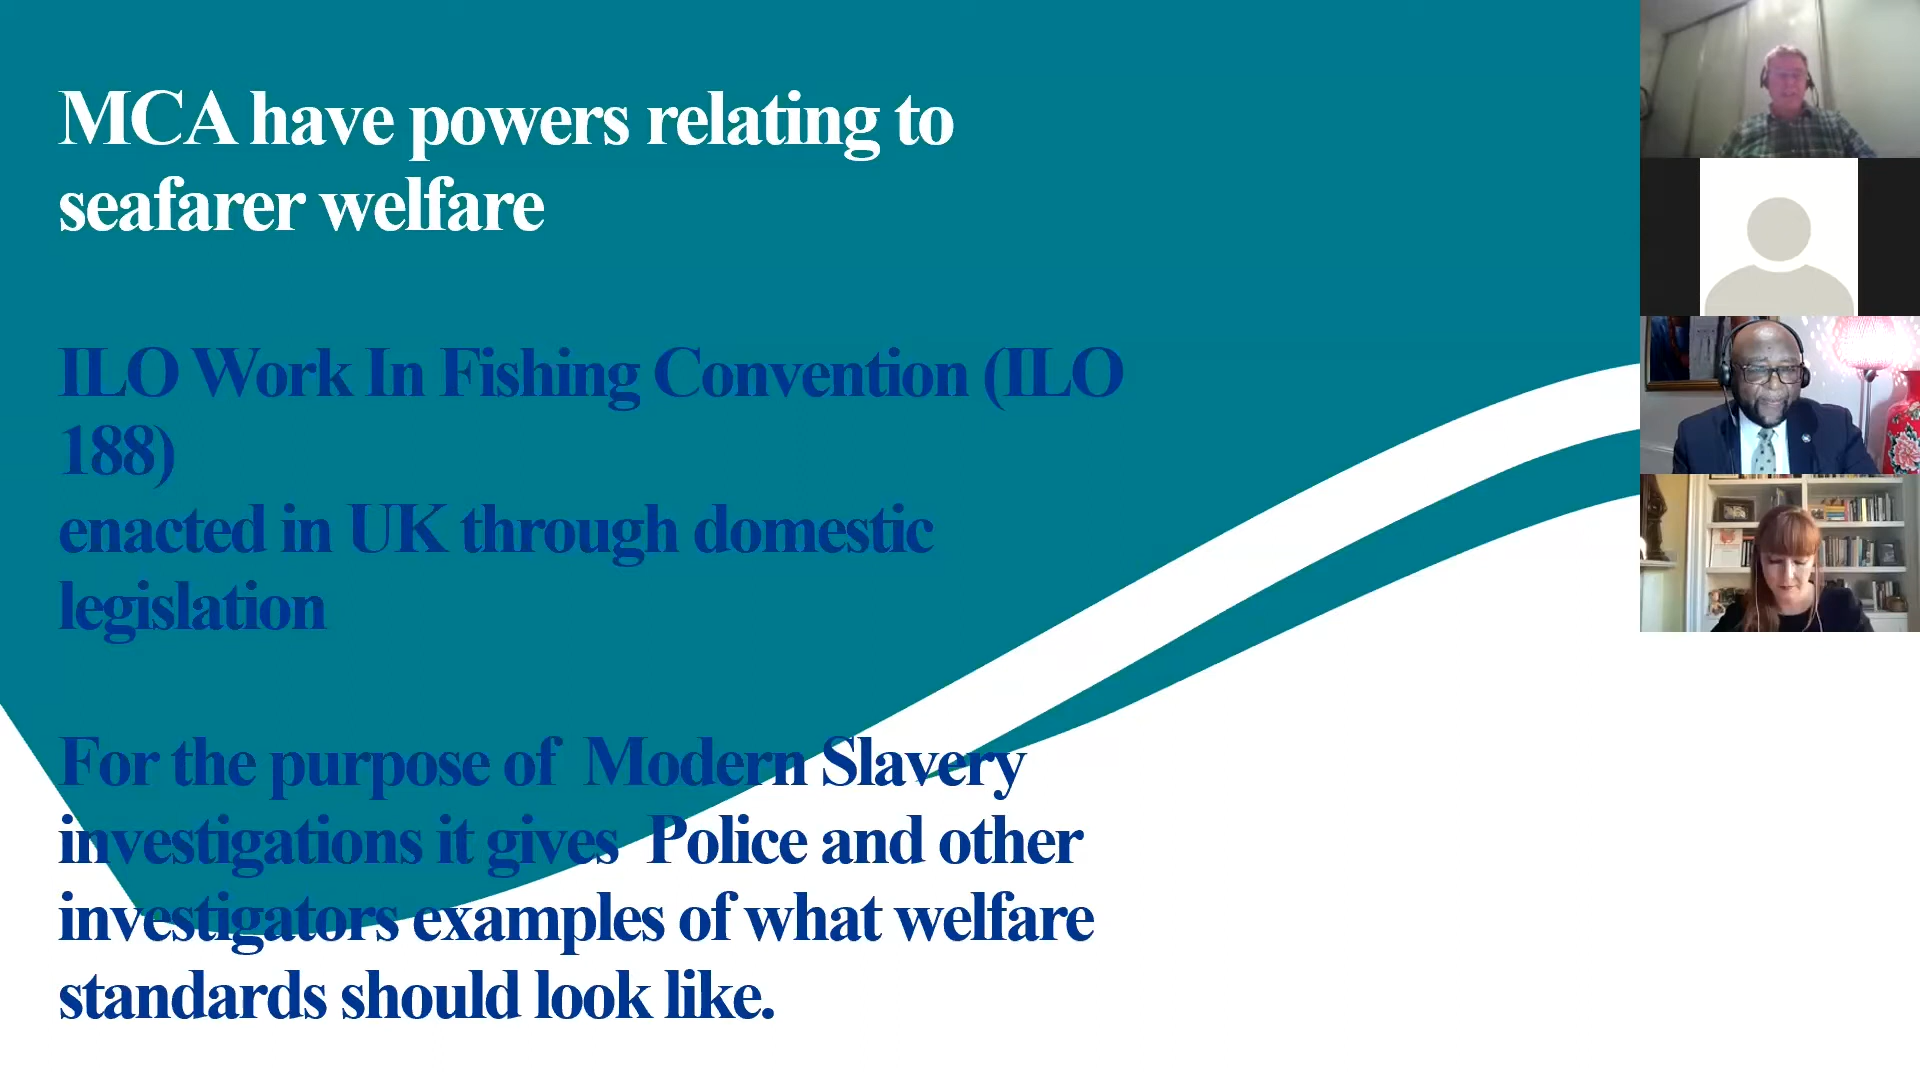 MCA have powers relating to
seafarer welfare
ILO Work In Fishing Convention (ILO
188)
enacted in UK through domestic
legislation
For the purpose of  Modern Slavery
investigations it gives  Police and other
investigators examples of what welfare
standards should look like.